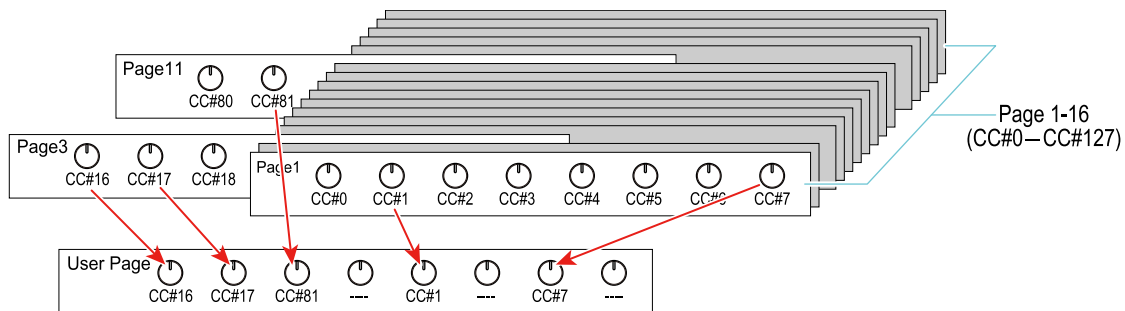 Page11
CC#80 CC#81
Page 1-16
(CC#0—CC#127)
Page3
CC#16 CC#17 CC#18
Page1
CC#0 CC#1 CC#2 CC#3 CC#4 CC#5 CC#6 CC#7
User Page
CC#16 CC#17 CC#81 ---- CC#1 ---- CC#7 ----